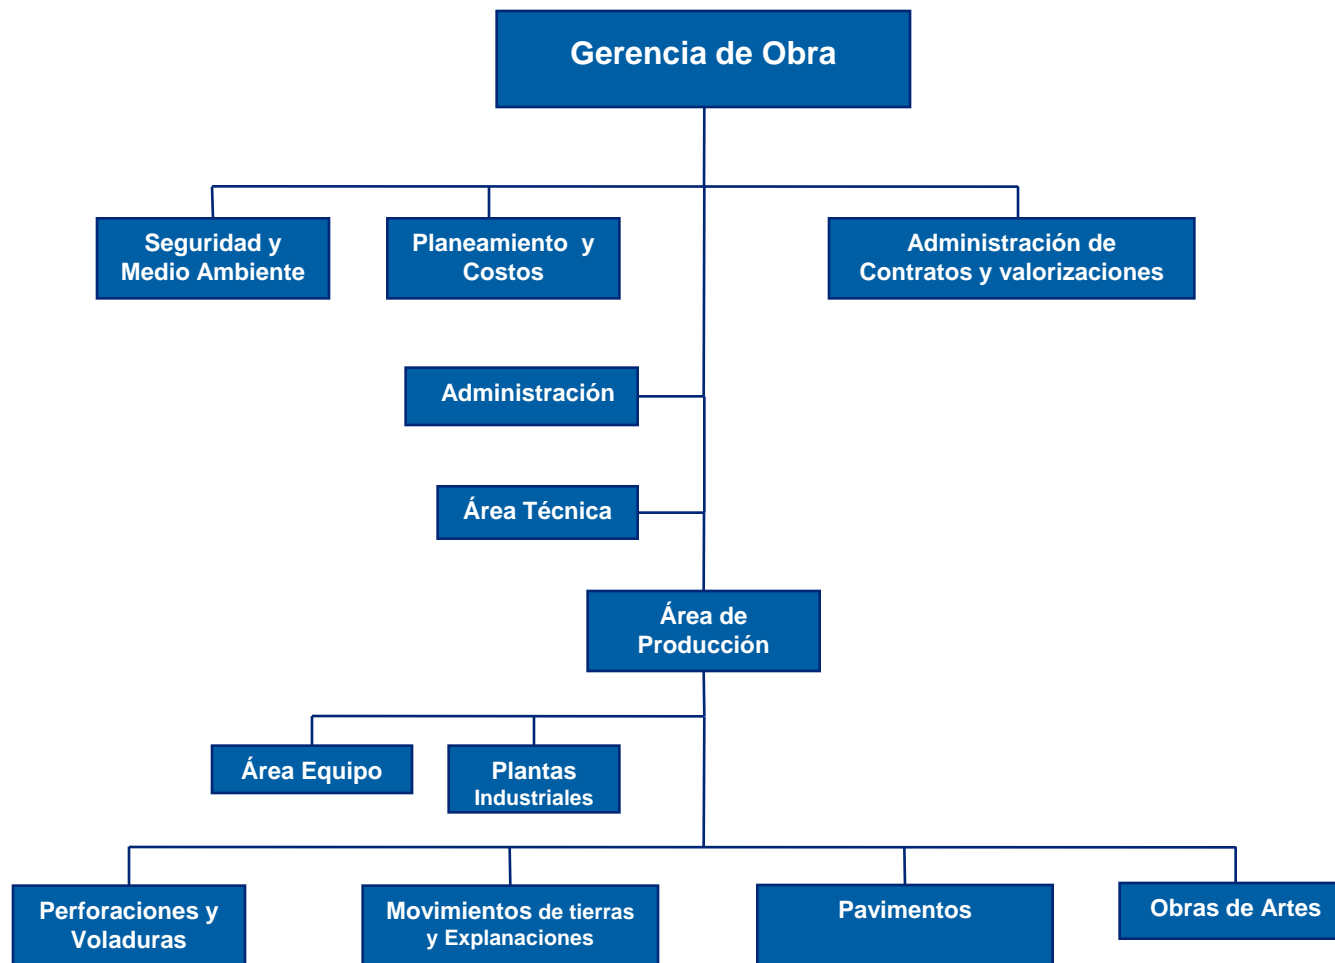 Gerencia de Obra
Seguridad y
Medio Ambiente
Planeamiento y
Costos
Administración de
Contratos y valorizaciones
Administración
Área Técnica
Área de
Producción
Área Equipo
Plantas
Industriales
Perforaciones y
Voladuras
Movimientos de tierras
y Explanaciones
Pavimentos
Obras de Artes